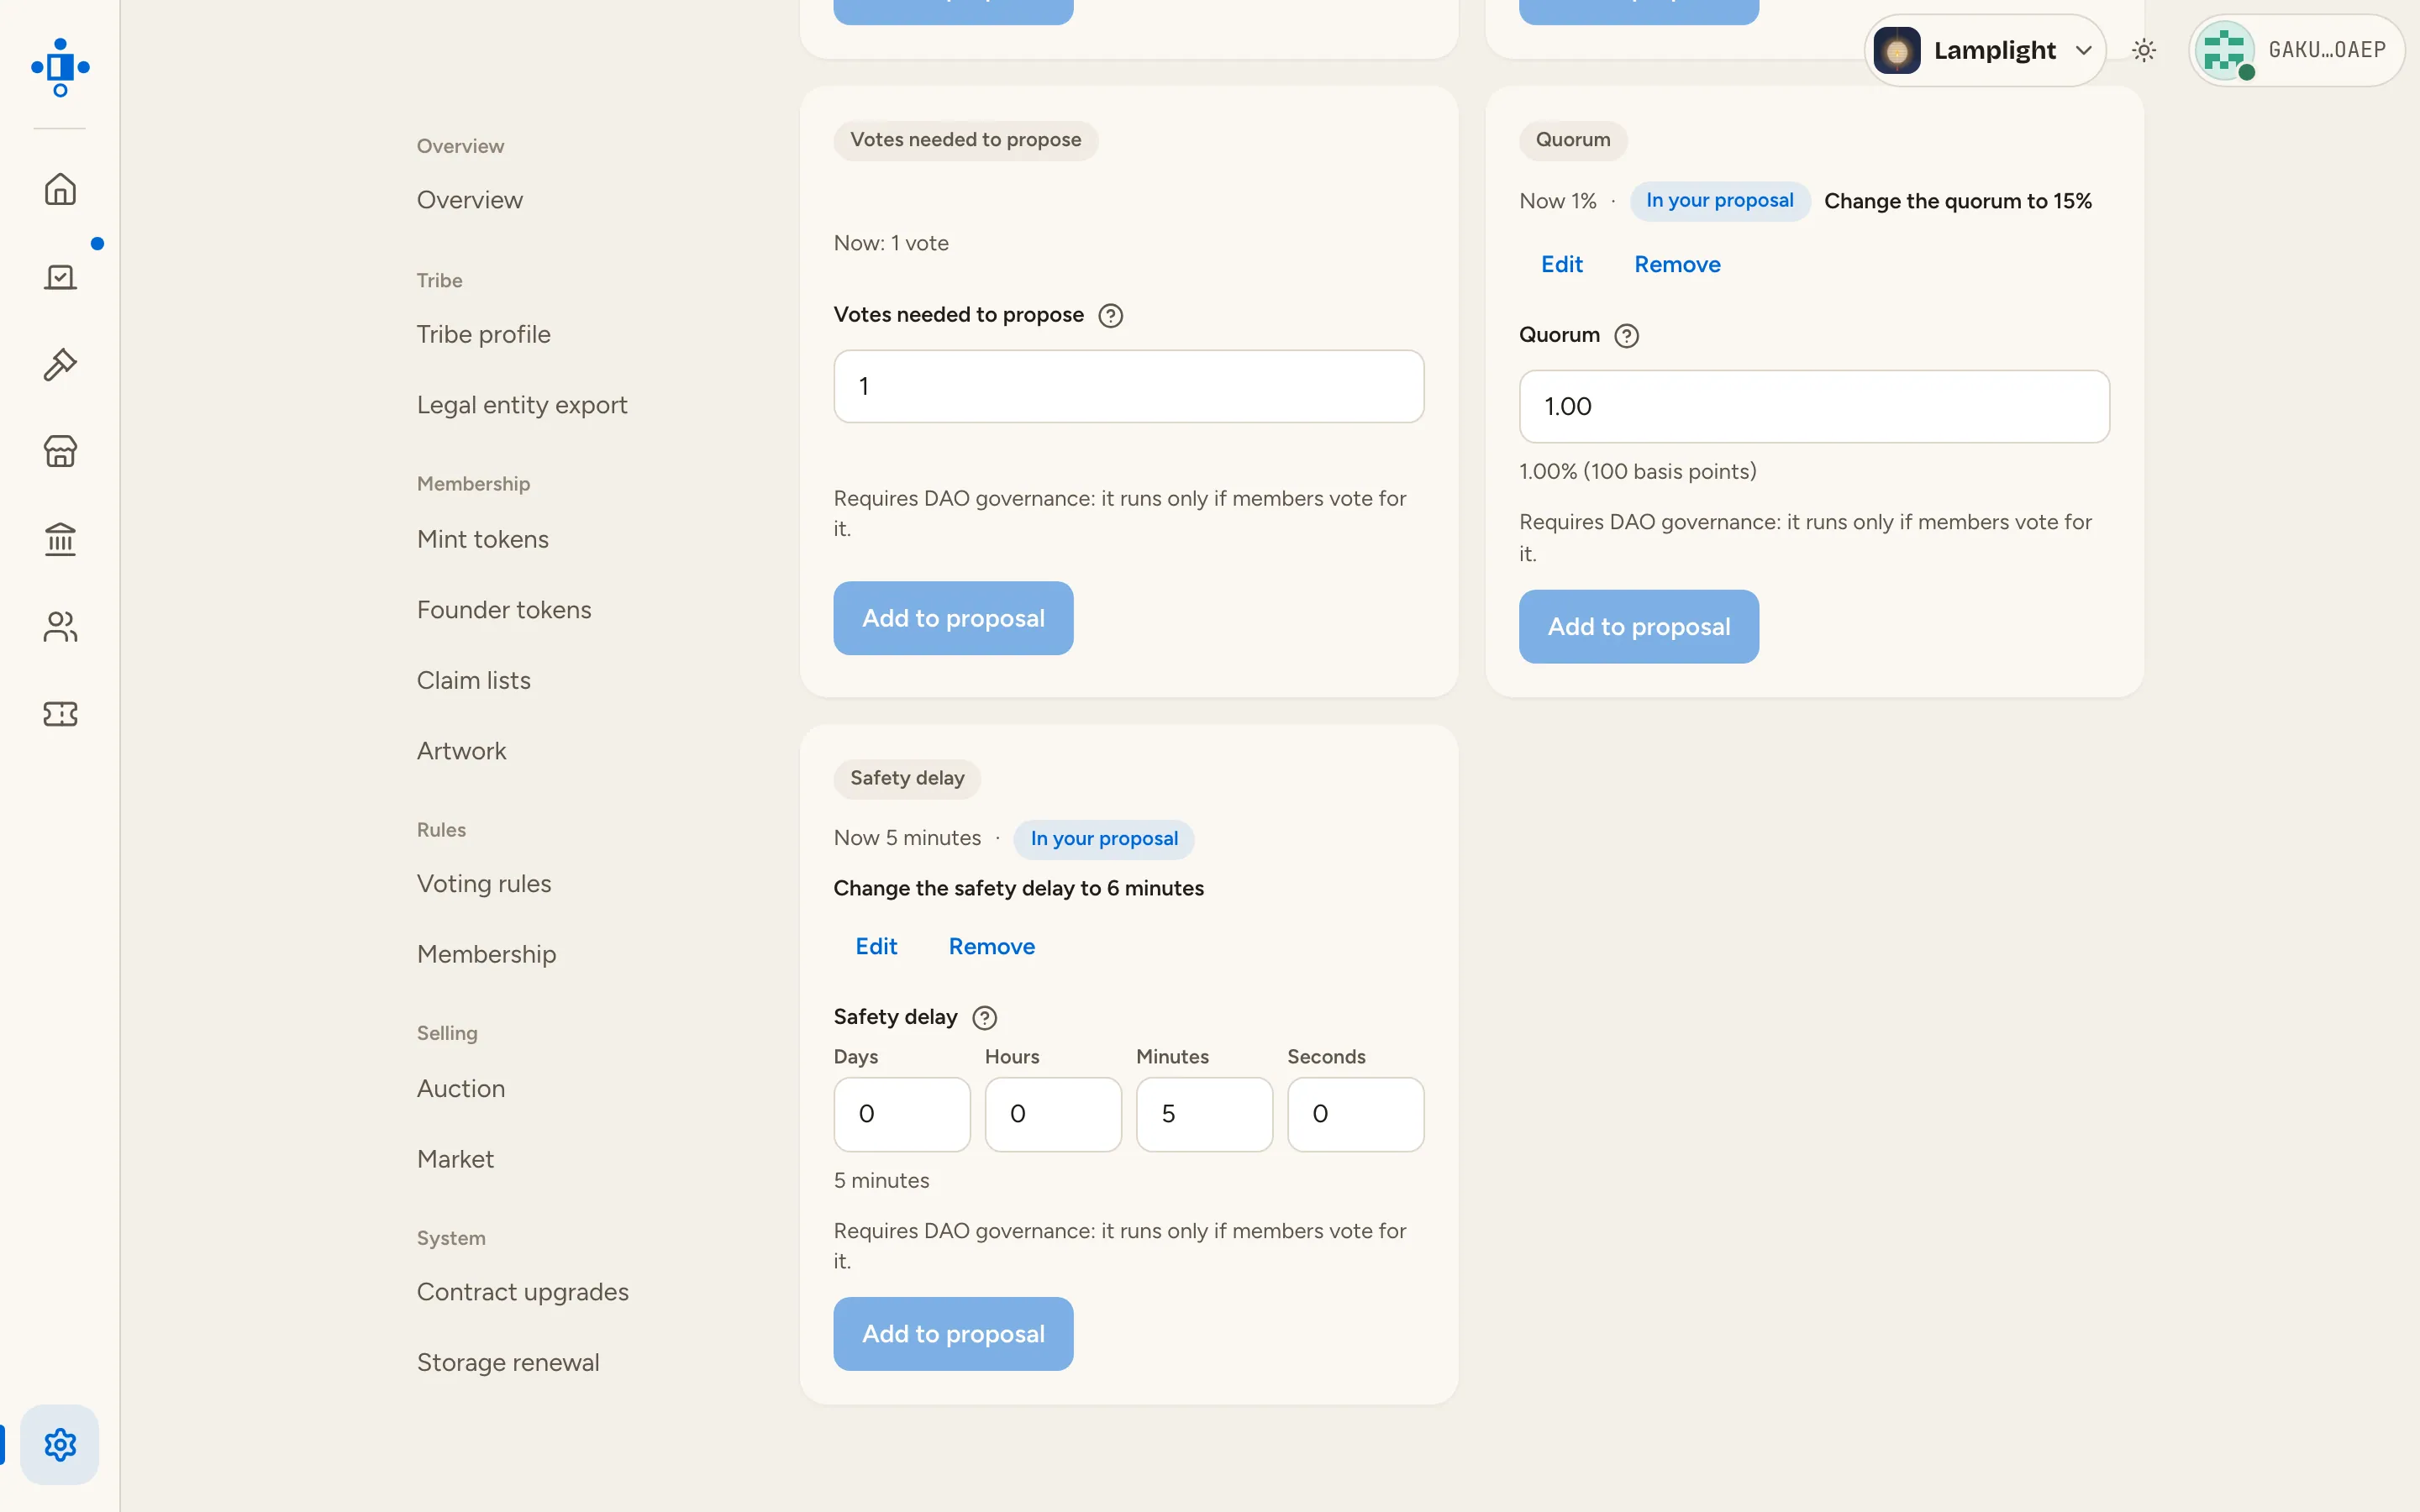 Lamplight
GAKU...OAEP
Overview
Overview
Tribe
Tribe profile
Legal entity export
Membership
Mint tokens
Founder tokens
Claim lists
Artwork
Rules
Voting rules
Membership
Selling
Auction
Market
System
Contract upgrades
Storage renewal
Votes needed to propose
Now: 1 vote
Votes needed to propose
1
Requires DAO governance: it runs only if members vote for
it.
Add to proposal
Quorum
Now 1% · In your proposal Change the quorum to 15%
Edit Remove
Quorum
1.00
1.00% (100 basis points)
Requires DAO governance: it runs only if members vote for
it.
Add to proposal
Safety delay
Now 5 minutes · In your proposal
Change the safety delay to 6 minutes
Edit Remove
Safety delay
Days Hours Minutes Seconds
0 0 5 0
5 minutes
Requires DAO governance: it runs only if members vote for
it.
Add to proposal